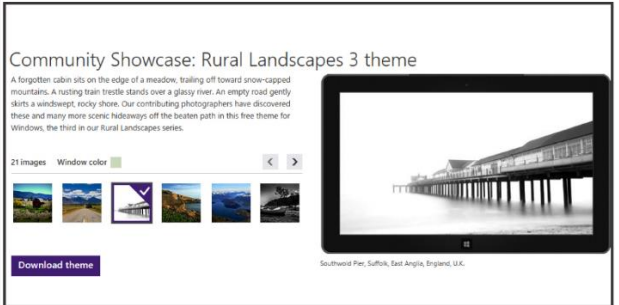 Community Showcase: Rural Landscapes 3 theme
A forgotten cabin sits on the edge of a meadow, trailing off toward snow-capped
mountains. A rusting train trestle stands over a glassy river. An empty road gently
skirts a windswept, rocky shore. Our contributing photographers have discovered
these and many more scenic hideaways off the beaten path in this free theme for
Windows, the third in our Rural Landscapes series.
21 images Window color
Download theme
Southwold Pier, Suffolk, East Anglia, England, U.K.